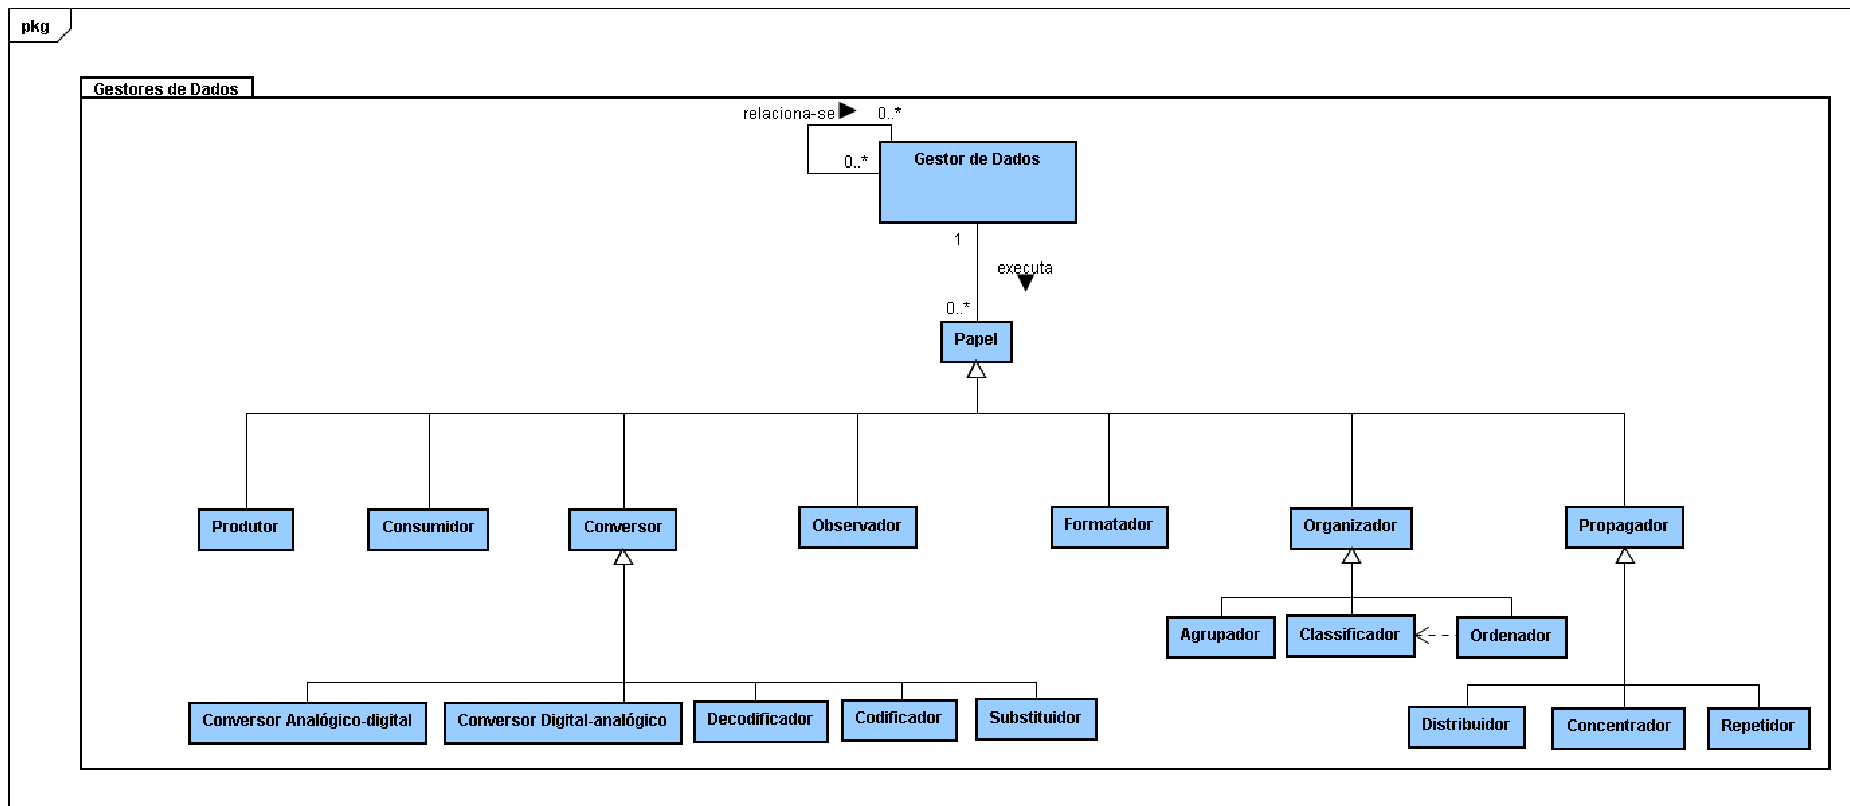 pkg
Gestores de Dados
relaciona-se
0..*
0..*
Gestor de Dados
1
executa
0..*
Papel
Produtor
Consumidor
Conversor
Observador
Formatador
Organizador
Propagador
Agrupador
Classificador
Ordenador
Conversor Analógico-digital
Conversor Digital-analógico
Decodificador
Codificador
Substituidor
Distribuidor
Concentrador
Repetidor